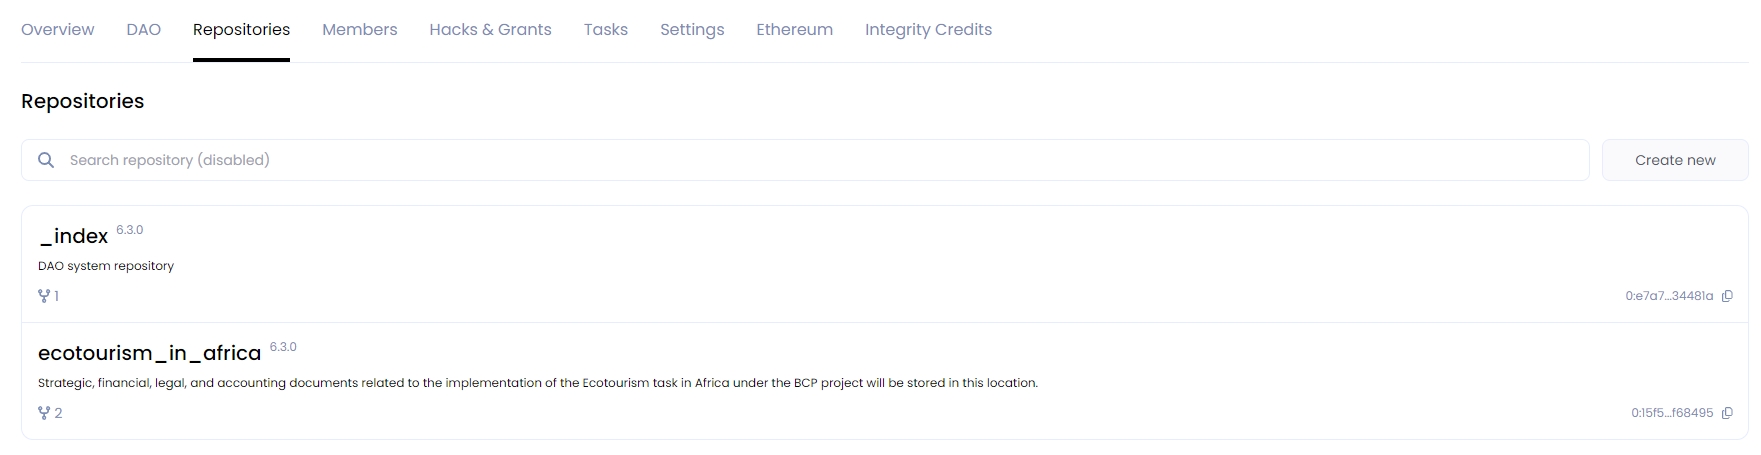 Overview DAO Repositories Members Hacks & Grants Tasks Settings Ethereum Integrity Credits
Repositories
Search repository (disabled) Create new
_index 6.3.0
DAO system repository
1 0:e7a7...34481a
ecotourism_in_africa 6.3.0
Strategic, financial, legal, and accounting documents related to the implementation of the Ecotourism task in Africa under the BCP project will be stored in this location.
2 0:15f5...f68495